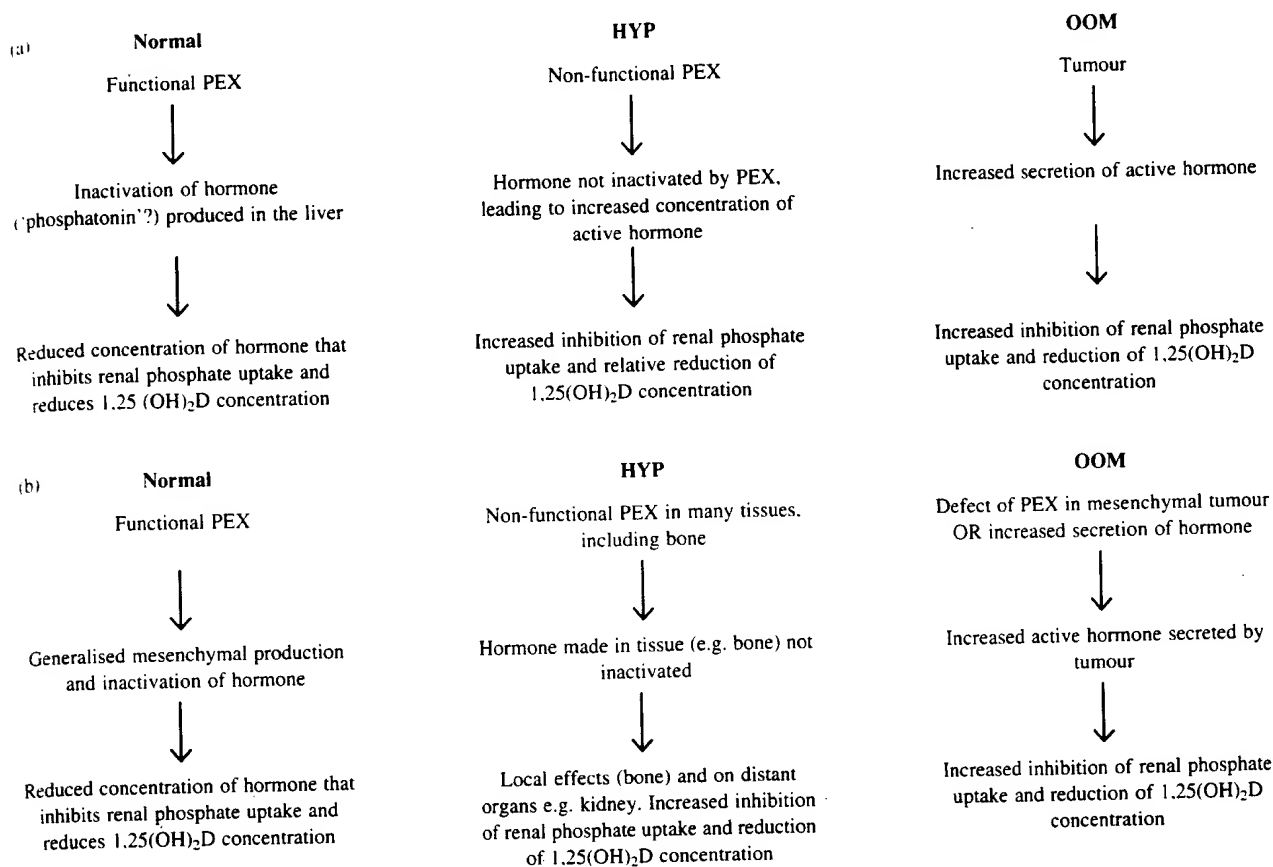 (a)
Normal
Functional PEX
Inactivation of hormone
('phosphatonin'?) produced in the liver
Reduced concentration of hormone that
inhibits renal phosphate uptake and
reduces 1.25 (OH)₂D concentration
HYP
Non-functional PEX
Hormone not inactivated by PEX,
leading to increased concentration of
active hormone
Increased inhibition of renal phosphate
uptake and relative reduction of
1.25(OH)₂D concentration
OOM
Tumour
Increased secretion of active hormone
Increased inhibition of renal phosphate
uptake and reduction of 1.25(OH)₂D
concentration
(b)
Normal
Functional PEX
Generalised mesenchymal production
and inactivation of hormone
Reduced concentration of hormone that
inhibits renal phosphate uptake and
reduces 1.25(OH)₂D concentration
HYP
Non-functional PEX in many tissues,
including bone
Hormone made in tissue (e.g. bone) not
inactivated
Local effects (bone) and on distant
organs e.g. kidney. Increased inhibition
of renal phosphate uptake and reduction
of 1.25(OH)₂D concentration
OOM
Defect of PEX in mesenchymal tumour
OR increased secretion of hormone
Increased active hormone secreted by
tumour
Increased inhibition of renal phosphate
uptake and reduction of 1.25(OH)₂D
concentration